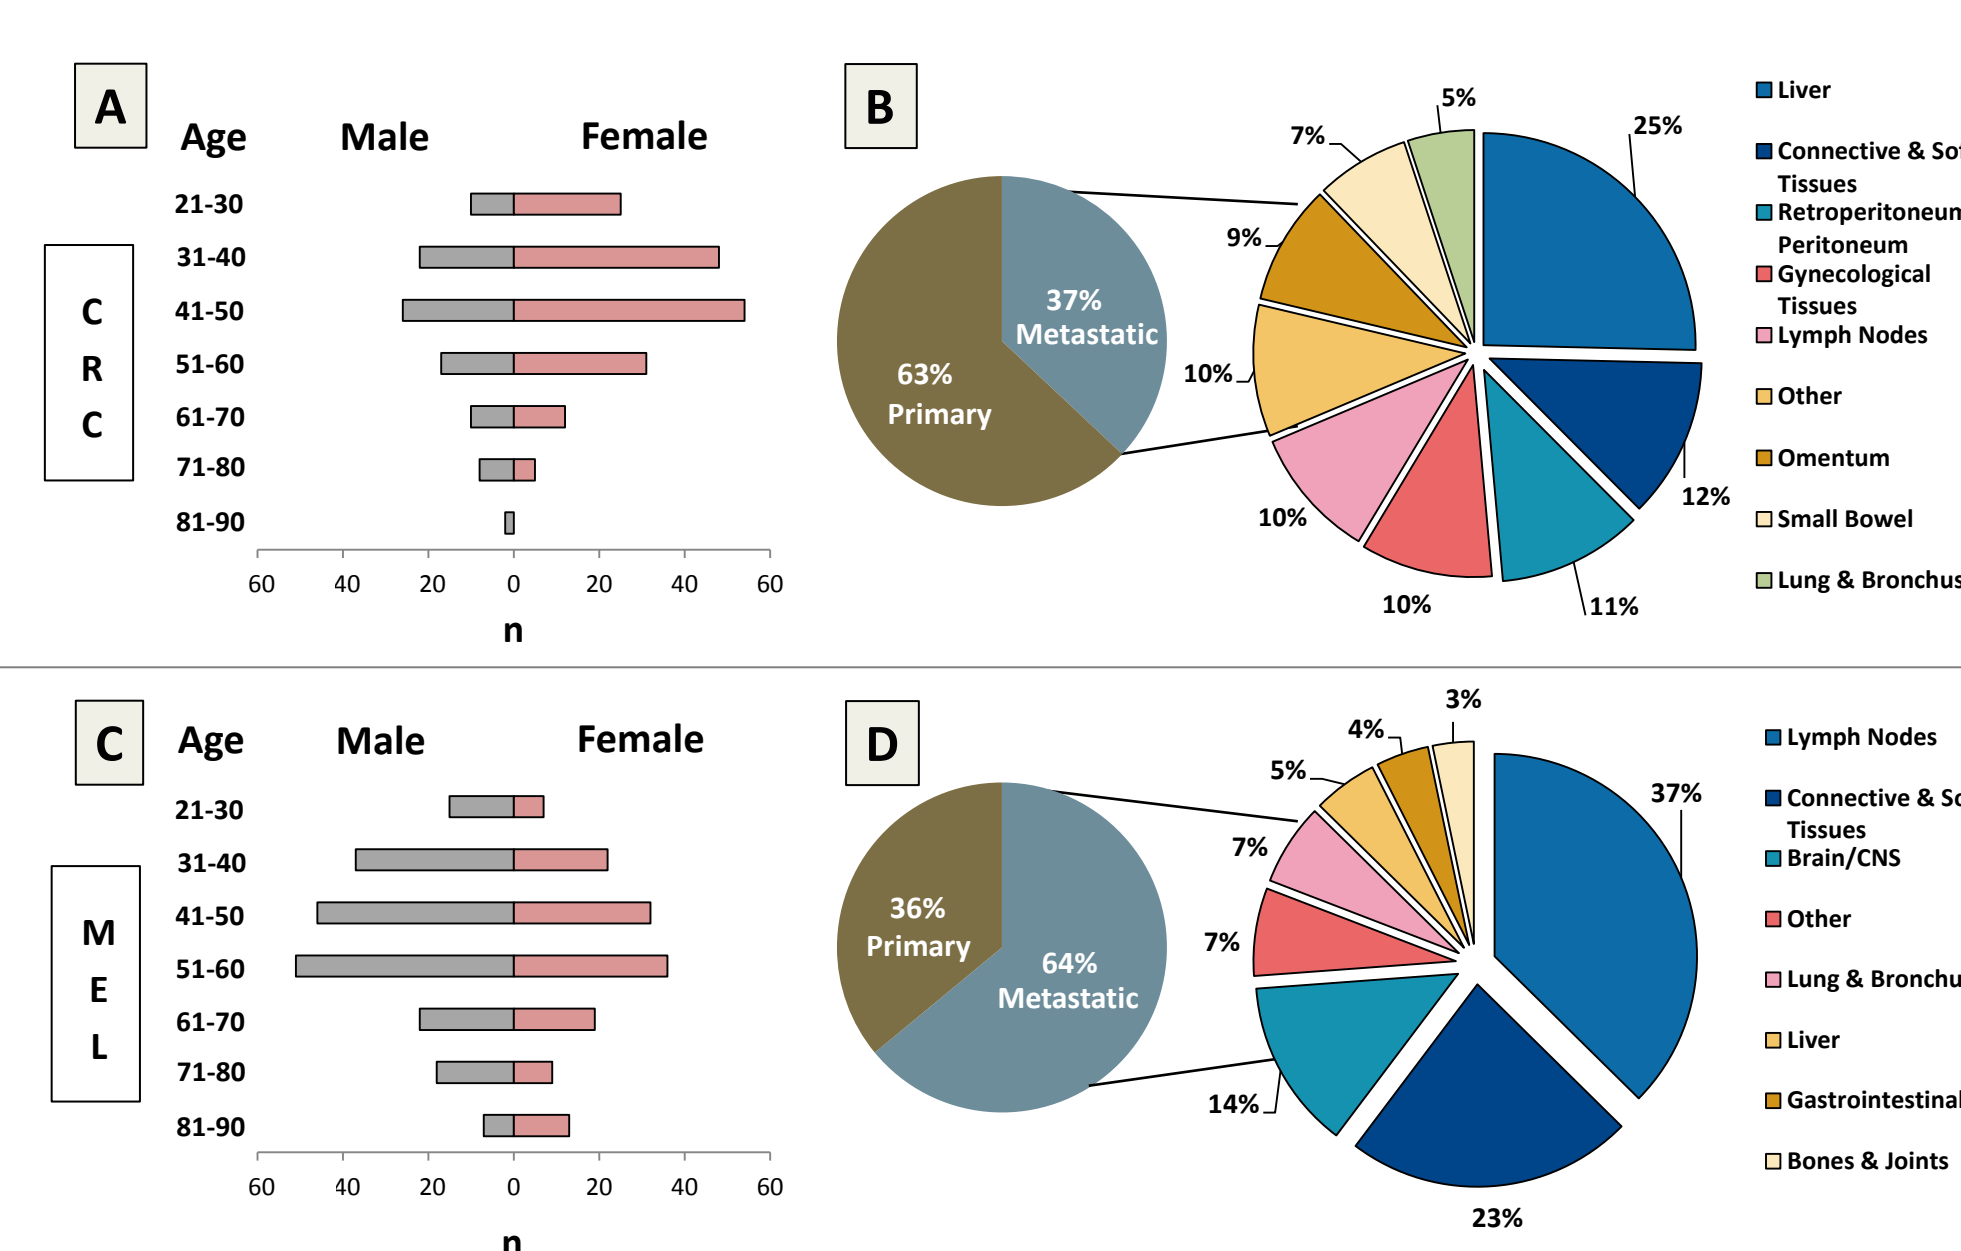 A
Age Male Female
21-30
31-40
41-50
51-60
61-70
71-80
81-90
C
R
C
60 40 20 0 20 40 60
n
B
37%
Metastatic
63%
Primary
5%
7%
25%
9%
10%
10%
10%
11%
12%
Liver
Connective & Sof
Tissues
Retroperitoneum
Peritoneum
Gynecological
Tissues
Lymph Nodes
Other
Omentum
Small Bowel
Lung & Bronchus
C
Age Male Female
21-30
31-40
41-50
51-60
61-70
71-80
81-90
M
E
L
60 40 20 0 20 40 60
n
D
36%
Primary
64%
Metastatic
3%
4%
5%
7%
7%
14%
23%
37%
Lymph Nodes
Connective & So
Tissues
Brain/CNS
Other
Lung & Bronchu
Liver
Gastrointestinal
Bones & Joints